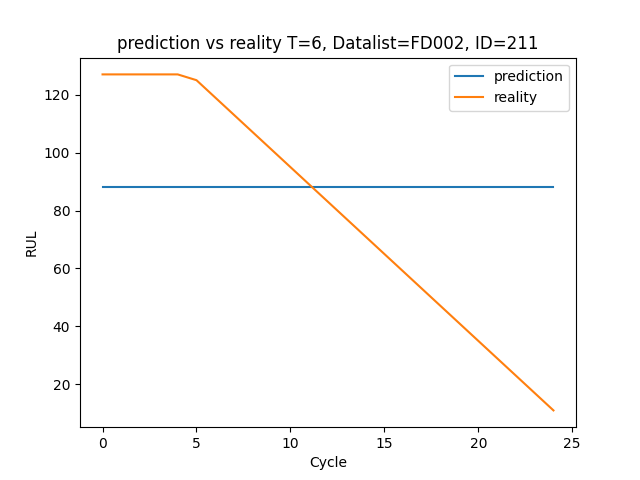 prediction vs reality T=6, Datalist=FD002, ID=211
prediction
reality
120
100
80
60
40
20
RUL
0 5 10 15 20 25
Cycle